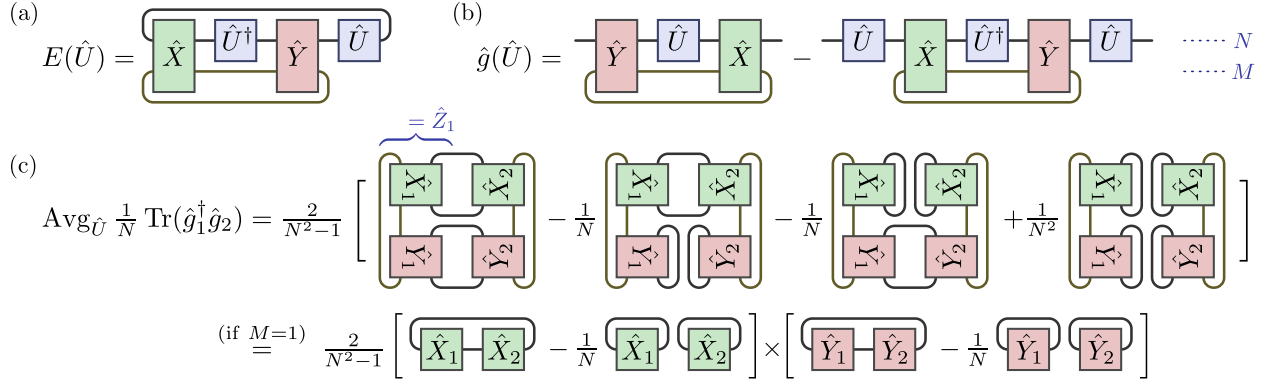 (a) E(Û) = X̂ Û† Ŷ Û
(b) ĝ(Û) = Ŷ Û X̂ − Û X̂ Û† Ŷ Û N M
= Ẑ₁
(c) Avg_Û 1/N Tr(ĝ₁†ĝ₂) = 2/(N²−1) [ X̂₁ X̂₂ Ŷ₁ Ŷ₂ − 1/N X̂₁ X̂₂ Ŷ₁ Ŷ₂ − 1/N X̂₁ X̂₂ Ŷ₁ Ŷ₂ + 1/N² X̂₁ X̂₂ Ŷ₁ Ŷ₂ ]
(if M=1) = 2/(N²−1) [ X̂₁ X̂₂ − 1/N X̂₁ X̂₂ ] × [ Ŷ₁ Ŷ₂ − 1/N Ŷ₁ Ŷ₂ ]